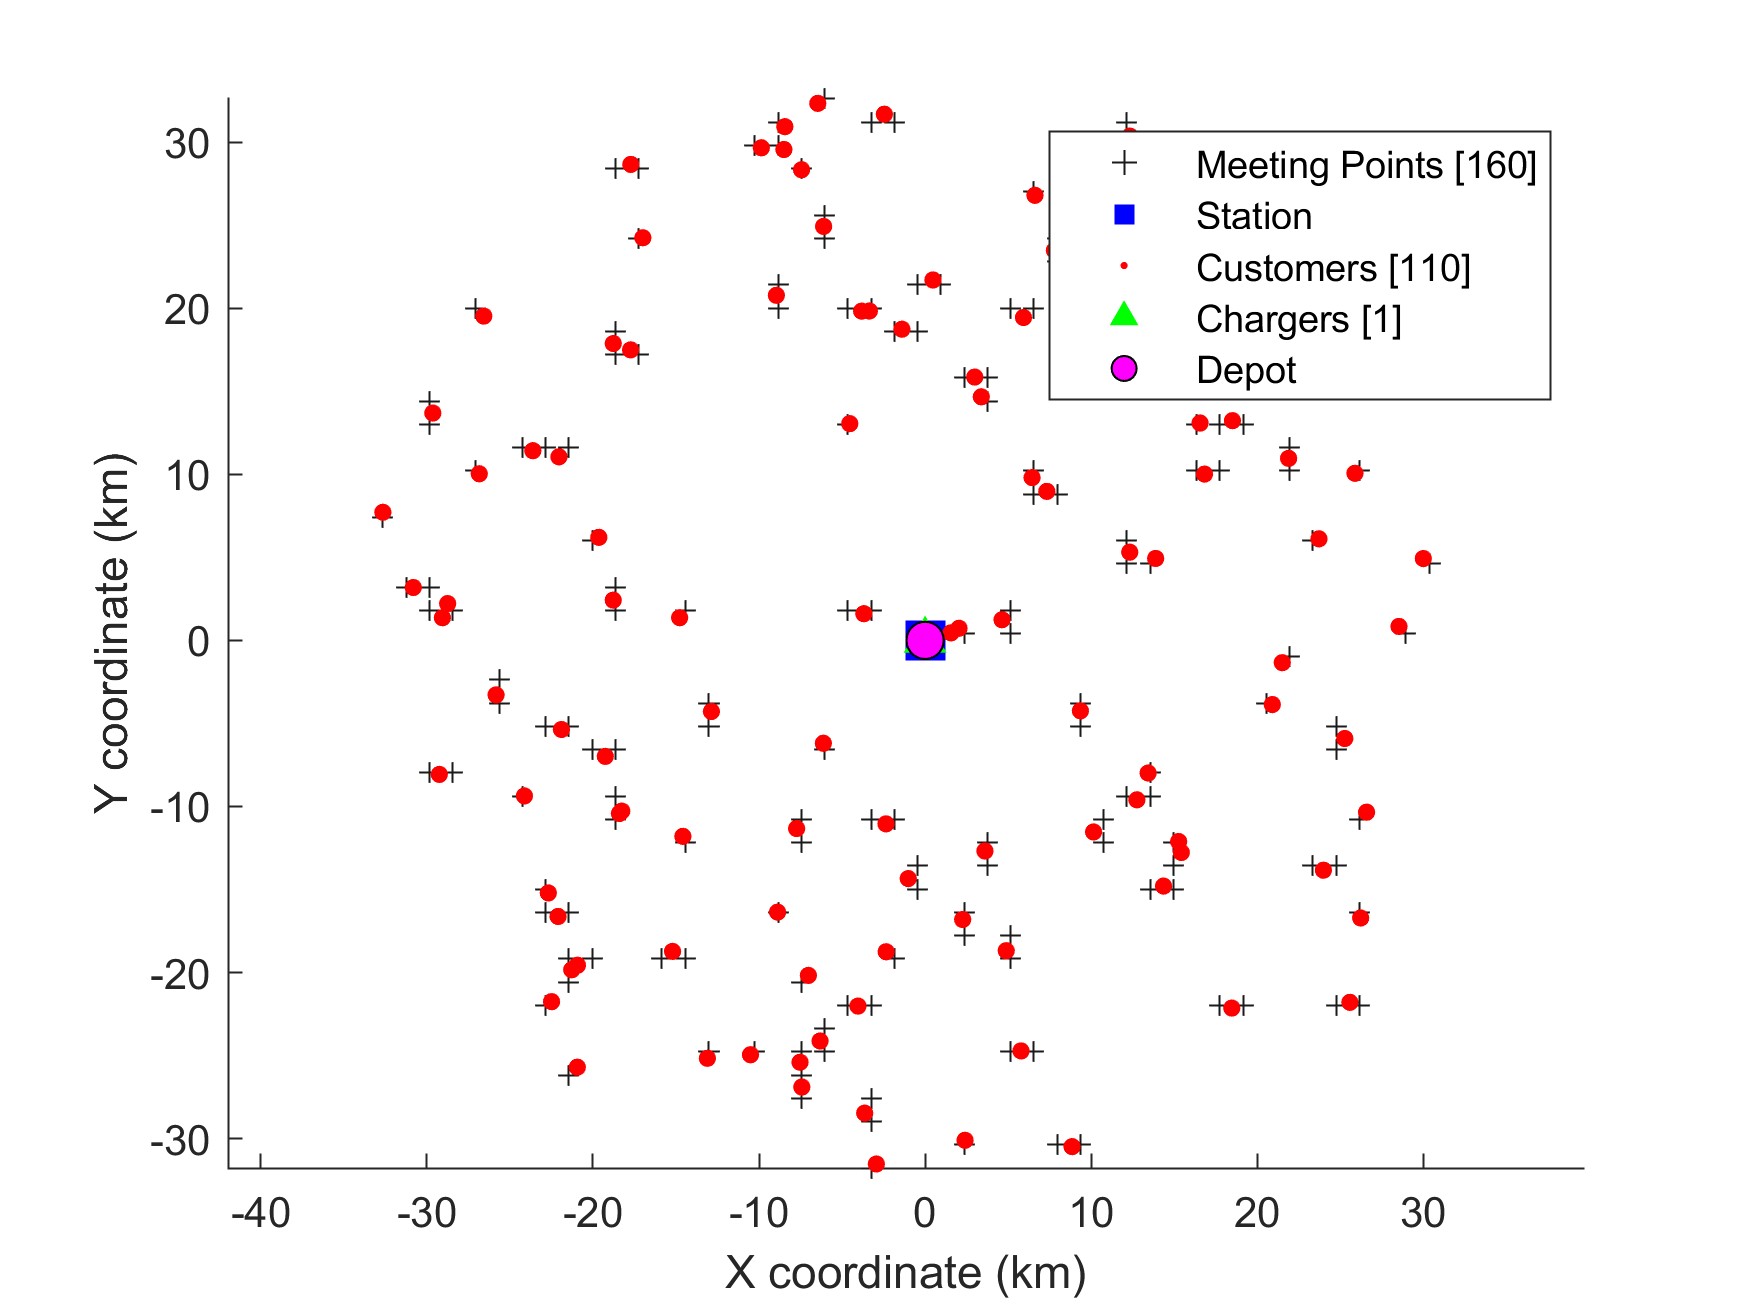 30
20
10
0
-10
-20
-30
Y coordinate (km)
Meeting Points [160]
Station
Customers [110]
Chargers [1]
Depot
-40 -30 -20 -10 0 10 20 30
X coordinate (km)